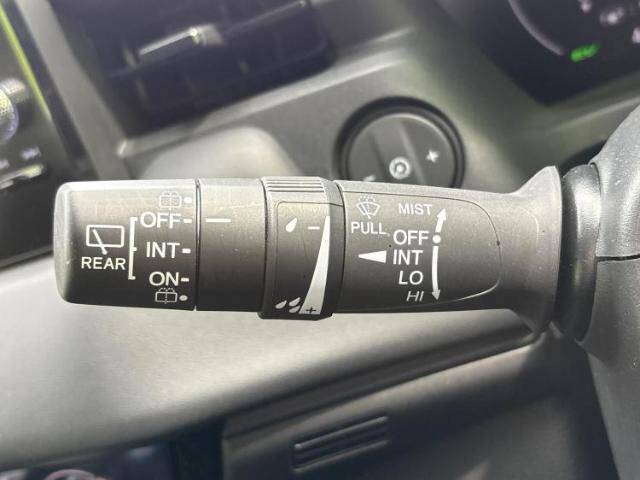 REAR
OFF
INT
ON
−
+
PULL
MIST
OFF
INT
LO
HI
+
−